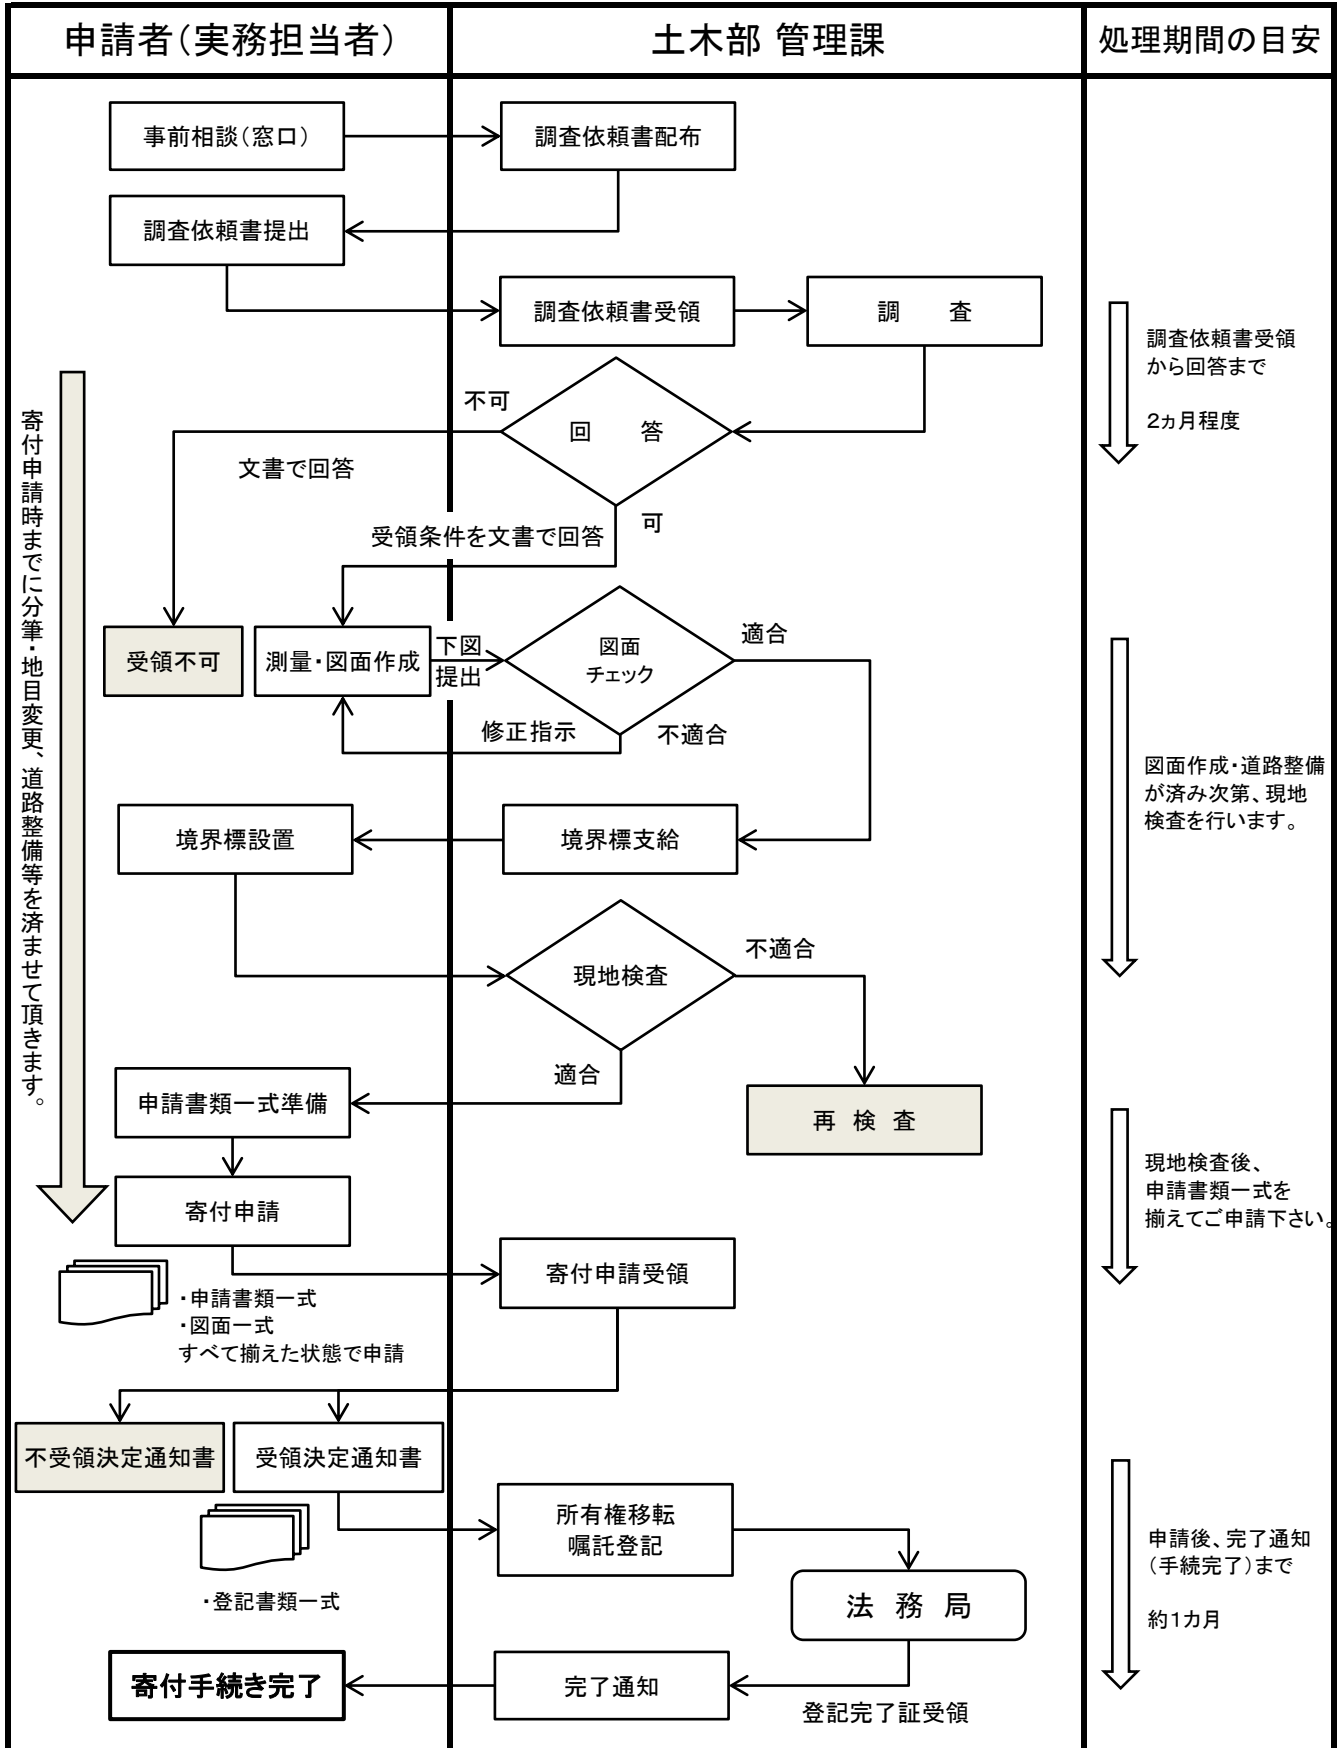 申請者(実務担当者)
土木部 管理課
処理期間の目安
事前相談(窓口)
調査依頼書配布
調査依頼書提出
調査依頼書受領
調　　査
調査依頼書受領
から回答まで
2ヵ月程度
不可
回　　答
文書で回答
可
受領条件を文書で回答
寄付申請時までに分筆・地目変更、道路整備等を済ませて頂きます。
受領不可
測量・図面作成
下図
提出
図面
チェック
適合
修正指示
不適合
図面作成・道路整備
が済み次第、現地
検査を行います。
境界標設置
境界標支給
現地検査
不適合
適合
申請書類一式準備
再 検 査
現地検査後、
申請書類一式を
揃えてご申請下さい。
寄付申請
寄付申請受領
・申請書類一式
・図面一式
すべて揃えた状態で申請
不受領決定通知書
受領決定通知書
所有権移転
嘱託登記
・登記書類一式
法 務 局
申請後、完了通知
(手続完了)まで
約1カ月
寄付手続き完了
完了通知
登記完了証受領